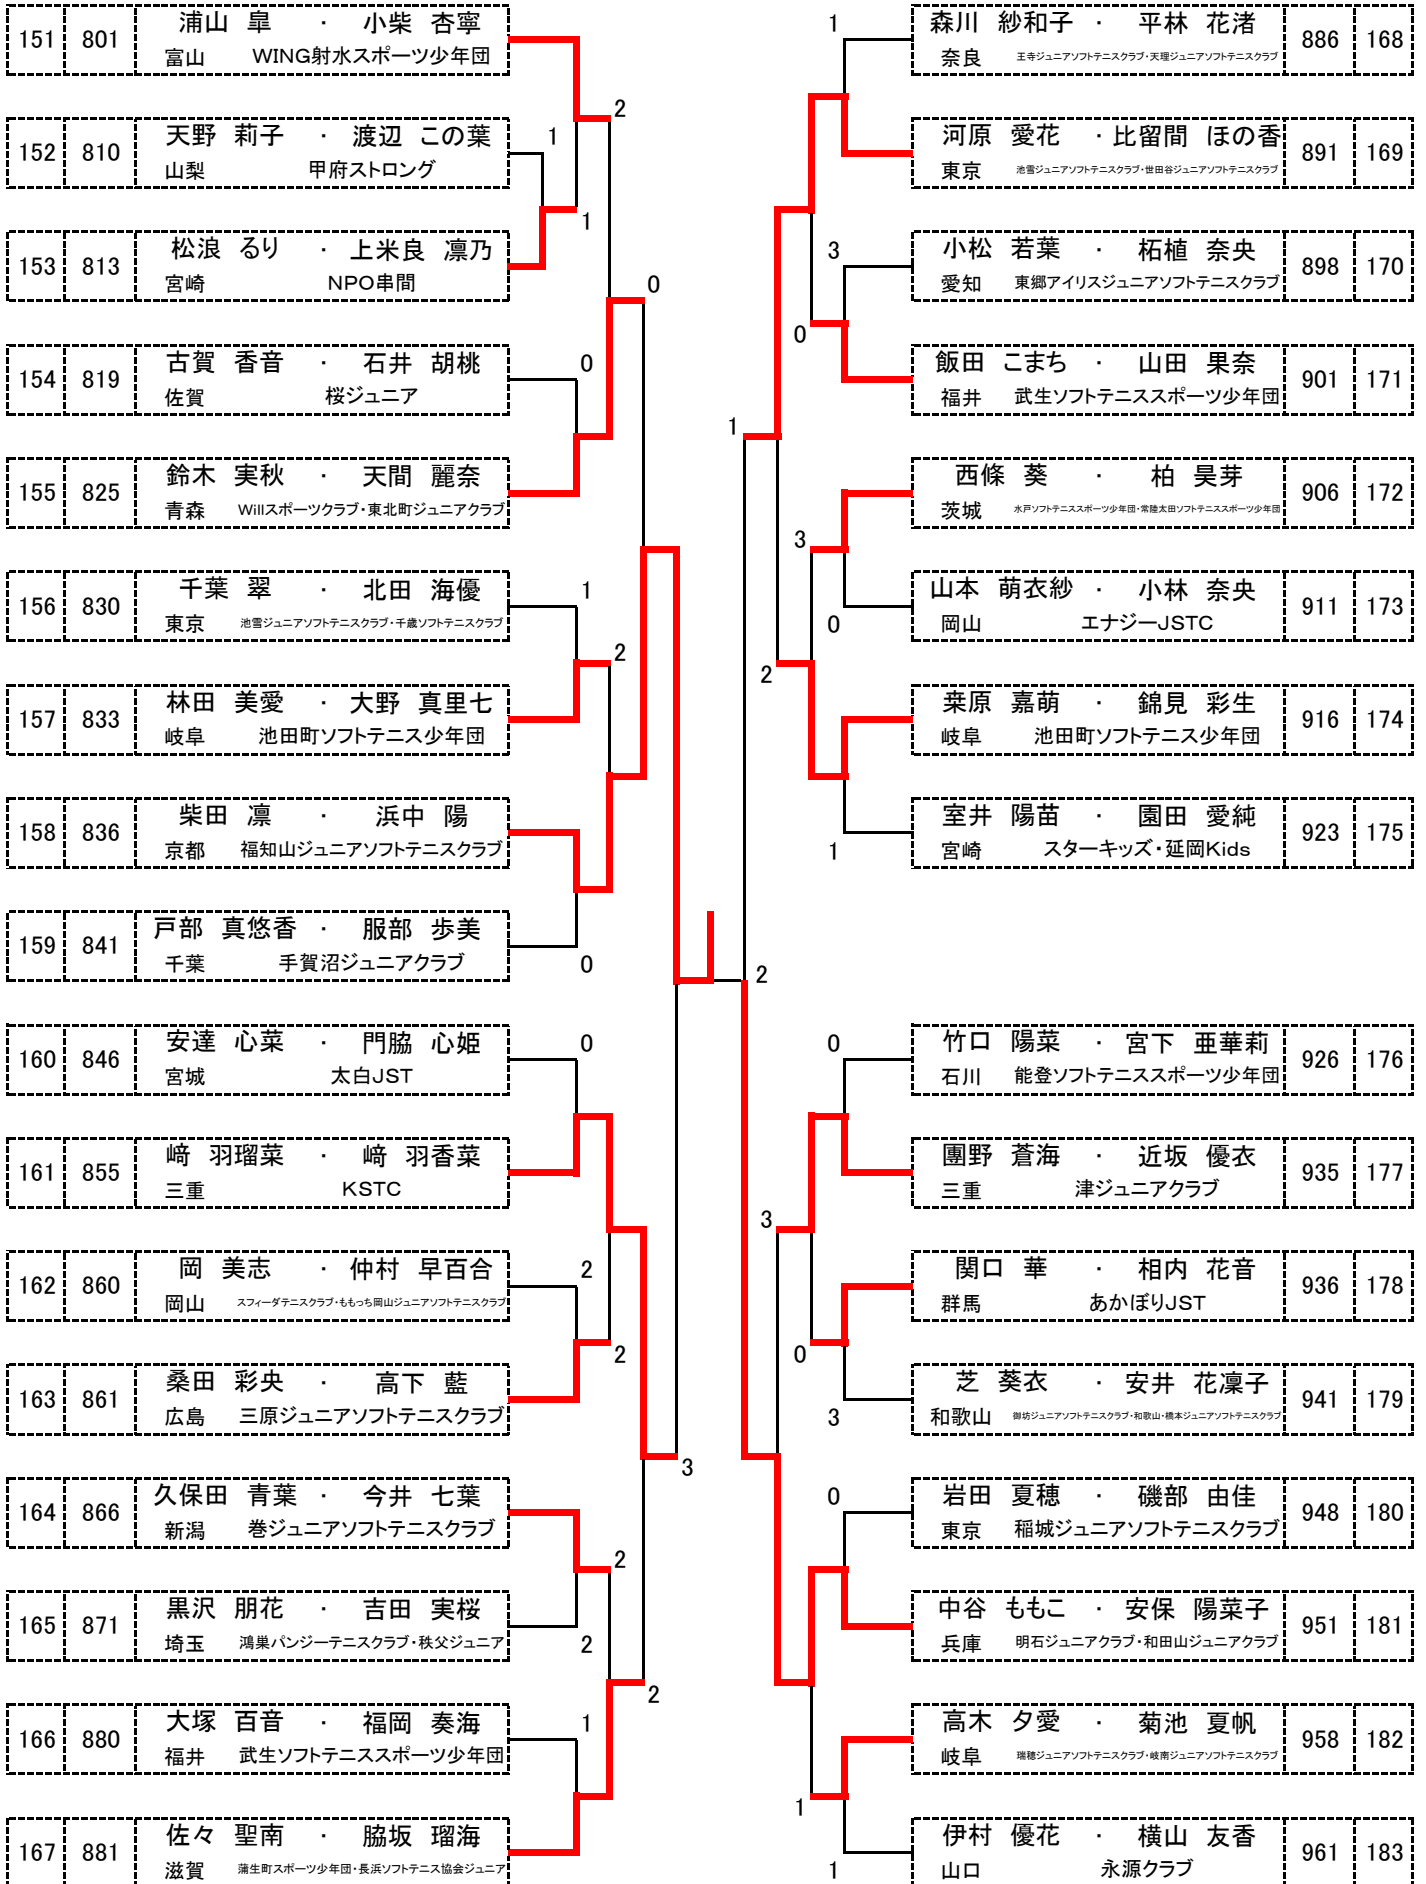 151 801 浦山 皐 ・ 小柴 杏寧
富山 WING射水スポーツ少年団
152 810 天野 莉子 ・ 渡辺 この葉
山梨 甲府ストロング
153 813 松浪 るり ・ 上米良 凛乃
宮崎 NPO串間
154 819 古賀 香音 ・ 石井 胡桃
佐賀 桜ジュニア
155 825 鈴木 実秋 ・ 天間 麗奈
青森 Willスポーツクラブ・東北町ジュニアクラブ
156 830 千葉 翠 ・ 北田 海優
東京 池雪ジュニアソフトテニスクラブ・千歳ソフトテニスクラブ
157 833 林田 美愛 ・ 大野 真里七
岐阜 池田町ソフトテニス少年団
158 836 柴田 凛 ・ 浜中 陽
京都 福知山ジュニアソフトテニスクラブ
159 841 戸部 真悠香 ・ 服部 歩美
千葉 手賀沼ジュニアクラブ
160 846 安達 心菜 ・ 門脇 心姫
宮城 太白JST
161 855 﨑 羽瑠菜 ・ 﨑 羽香菜
三重 KSTC
162 860 岡 美志 ・ 仲村 早百合
岡山 スフィーダテニスクラブ・ももっち岡山ジュニアソフトテニスクラブ
163 861 桑田 彩央 ・ 高下 藍
広島 三原ジュニアソフトテニスクラブ
164 866 久保田 青葉 ・ 今井 七葉
新潟 巻ジュニアソフトテニスクラブ
165 871 黒沢 朋花 ・ 吉田 実桜
埼玉 鴻巣パンジーテニスクラブ・秩父ジュニア
166 880 大塚 百音 ・ 福岡 奏海
福井 武生ソフトテニススポーツ少年団
167 881 佐々 聖南 ・ 脇坂 瑠海
滋賀 蒲生町スポーツ少年団・長浜ソフトテニス協会ジュニア
2
1
1
0
0
1
2
0
0
2
2
3
2
2
2
1
森川 紗和子 ・ 平林 花渚 886 168
奈良 王寺ジュニアソフトテニスクラブ・天理ジュニアソフトテニスクラブ
河原 愛花 ・ 比留間 ほの香 891 169
東京 池雪ジュニアソフトテニスクラブ・世田谷ジュニアソフトテニスクラブ
小松 若葉 ・ 柘植 奈央 898 170
愛知 東郷アイリスジュニアソフトテニスクラブ
飯田 こまち ・ 山田 果奈 901 171
福井 武生ソフトテニススポーツ少年団
西條 葵 ・ 柏 昊芽 906 172
茨城 水戸ソフトテニススポーツ少年団・常陸太田ソフトテニススポーツ少年団
山本 萌衣紗 ・ 小林 奈央 911 173
岡山 エナジーJSTC
桒原 嘉萌 ・ 錦見 彩生 916 174
岐阜 池田町ソフトテニス少年団
室井 陽苗 ・ 園田 愛純 923 175
宮崎 スターキッズ・延岡Kids
竹口 陽菜 ・ 宮下 亜華莉 926 176
石川 能登ソフトテニススポーツ少年団
團野 蒼海 ・ 近坂 優衣 935 177
三重 津ジュニアクラブ
関口 華 ・ 相内 花音 936 178
群馬 あかぼりJST
芝 葵衣 ・ 安井 花凜子 941 179
和歌山 御坊ジュニアソフトテニスクラブ・和歌山・橋本ジュニアソフトテニスクラブ
岩田 夏穂 ・ 磯部 由佳 948 180
東京 稲城ジュニアソフトテニスクラブ
中谷 ももこ ・ 安保 陽菜子 951 181
兵庫 明石ジュニアクラブ・和田山ジュニアクラブ
高木 夕愛 ・ 菊池 夏帆 958 182
岐阜 瑞穂ジュニアソフトテニスクラブ・岐南ジュニアソフトテニスクラブ
伊村 優花 ・ 横山 友香 961 183
山口 永源クラブ
1
3
0
1
3
0
2
1
2
0
3
0
3
0
1
1